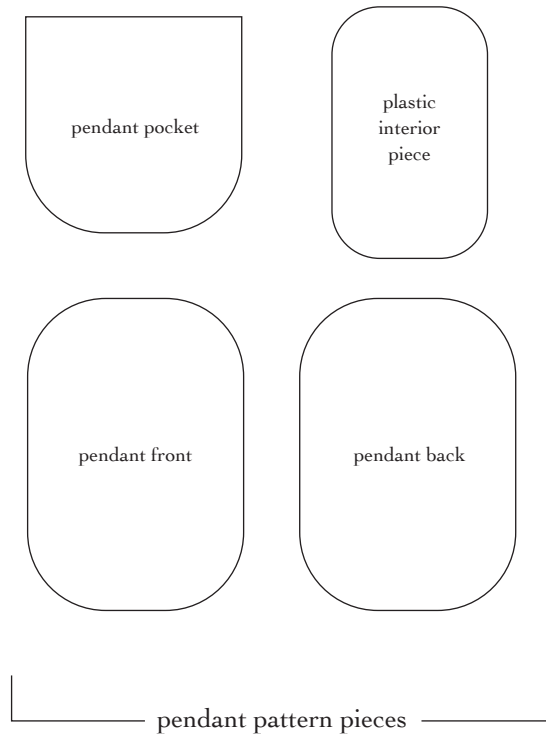 pendant pocket
plastic
interior
piece
pendant front
pendant back
pendant pattern pieces